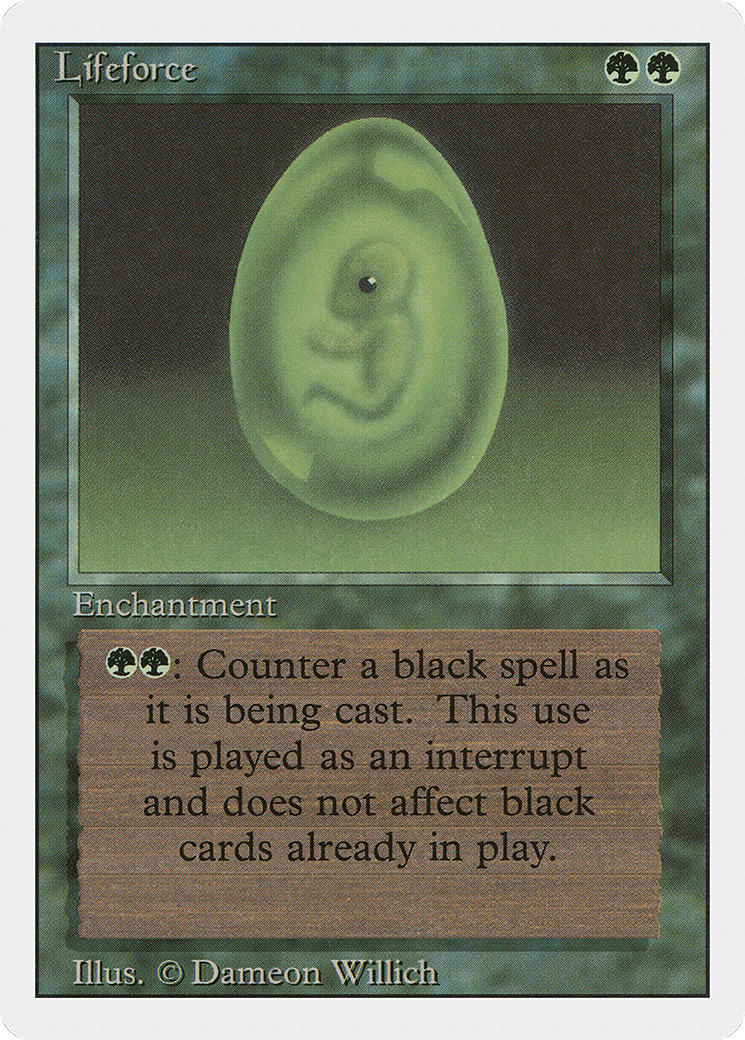 Lifeforce
Enchantment
: Counter a black spell as
it is being cast. This use
is played as an interrupt
and does not affect black
cards already in play.
Illus. © Dameon Willich